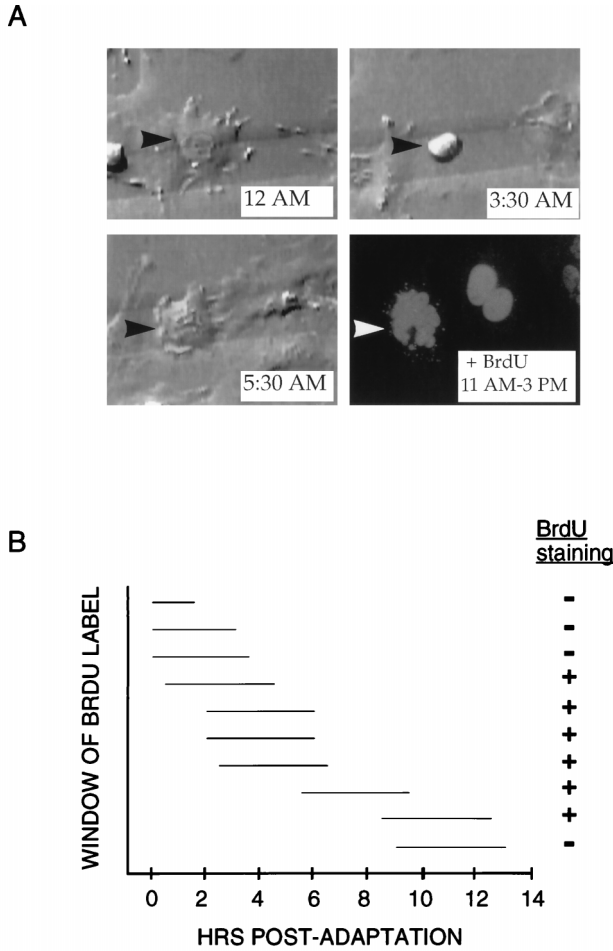 A
12 AM
3:30 AM
5:30 AM
+ BrdU
11 AM-3 PM
B
BrdU
staining
WINDOW OF BRDU LABEL
-
-
-
+
+
+
+
+
+
-
0 2 4 6 8 10 12 14
HRS POST-ADAPTATION